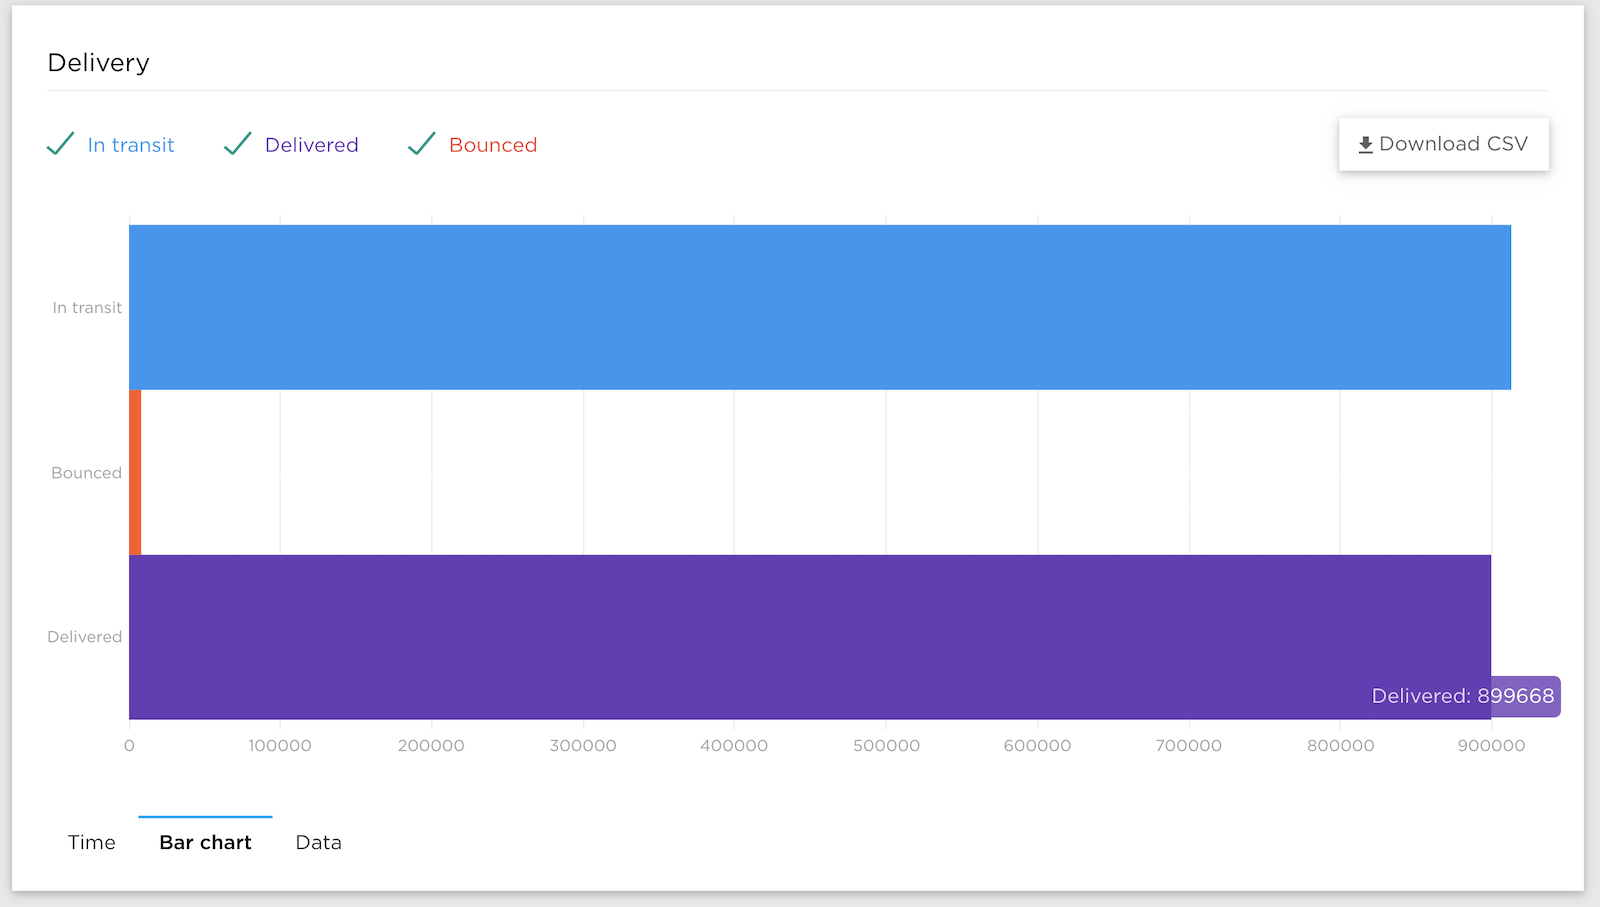 Delivery
In transit
Delivered
Bounced
Download CSV
In transit
Bounced
Delivered
Delivered: 899668
0 100000 200000 300000 400000 500000 600000 700000 800000 900000
Time Bar chart Data